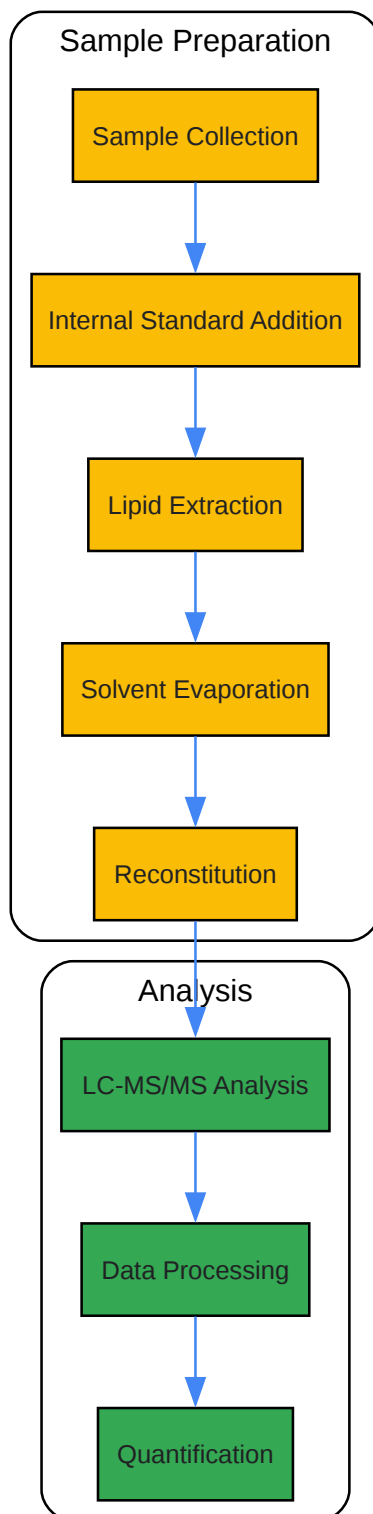 Sample Preparation
Sample Collection
Internal Standard Addition
Lipid Extraction
Solvent Evaporation
Reconstitution
Analysis
LC-MS/MS Analysis
Data Processing
Quantification